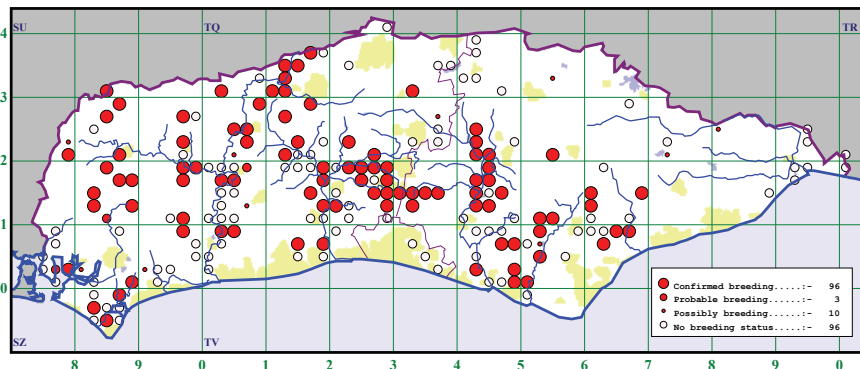 SU TQ TR
4
3
2
1
0
Confirmed breeding.....:- 96
Probable breeding......:- 3
Possibly breeding......:- 10
No breeding status.....:- 96
SZ TV
8 9 0 1 2 3 4 5 6 7 8 9 0